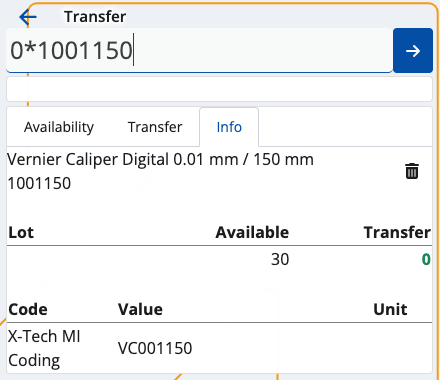 Transfer
0*1001150
Availability Transfer Info
Vernier Caliper Digital 0.01 mm / 150 mm
1001150
Lot Available Transfer
30 0
Code Value Unit
X-Tech MI
Coding
VC001150